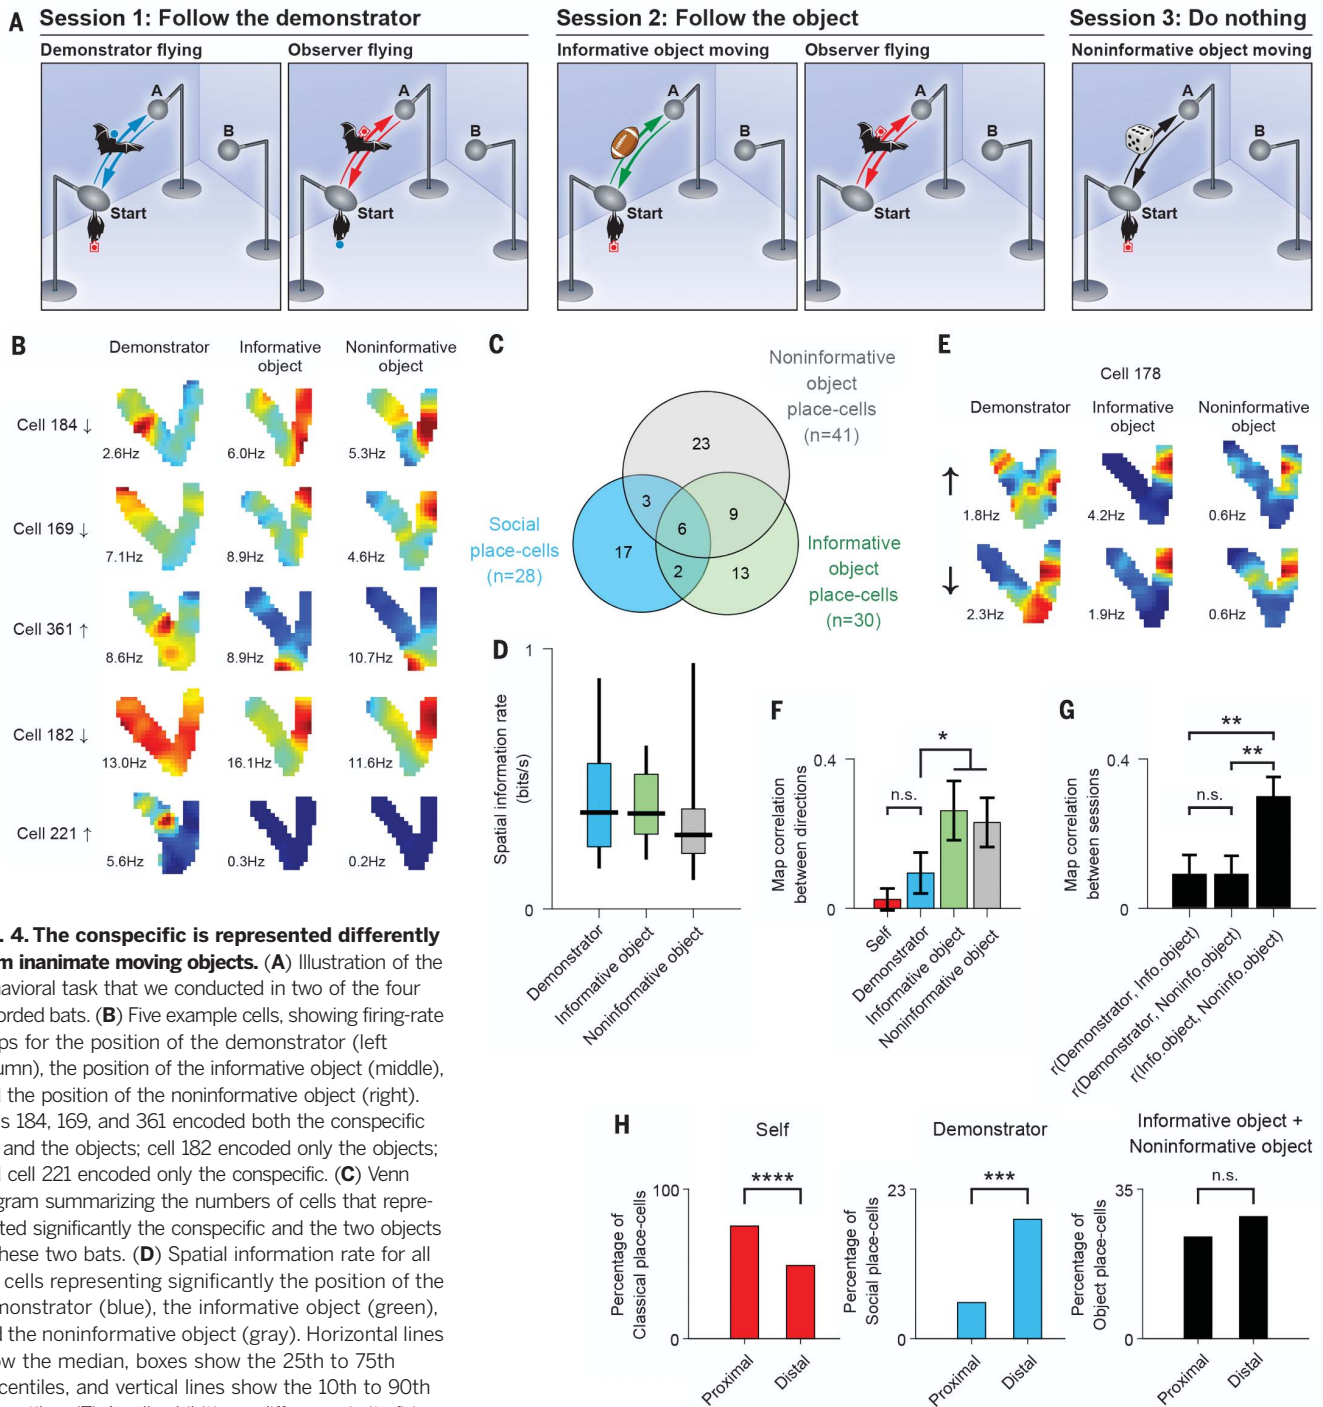 A
Session 1: Follow the demonstrator
Session 2: Follow the object
Session 3: Do nothing
Demonstrator flying
Observer flying
Informative object moving
Observer flying
Noninformative object moving
A
B
Start
A
B
Start
A
B
Start
A
B
Start
A
B
Start
B
Demonstrator
Informative
object
Noninformative
object
Cell 184 ↓
2.6Hz
6.0Hz
5.3Hz
Cell 169 ↓
7.1Hz
8.9Hz
4.6Hz
Cell 361 ↑
8.6Hz
8.9Hz
10.7Hz
Cell 182 ↓
13.0Hz
16.1Hz
11.6Hz
Cell 221 ↑
5.6Hz
0.3Hz
0.2Hz
C
Noninformative
object
place-cells
(n=41)
23
3
6
9
17
2
13
Social
place-cells
(n=28)
Informative
object
place-cells
(n=30)
E
Cell 178
Demonstrator
Informative
object
Noninformative
object
↑
1.8Hz
4.2Hz
0.6Hz
↓
2.3Hz
1.9Hz
0.6Hz
D
Spatial information rate
(bits/s)
1
0
Demonstrator
Informative object
Noninformative object
F
Map correlation
between directions
0.4
0
n.s.
*
Self
Demonstrator
Informative object
Noninformative object
G
Map correlation
between sessions
0.4
0
**
**
n.s.
r(Demonstrator, Info.object)
r(Demonstrator, Noninfo.object)
r(Info.object, Noninfo.object)
. 4. The conspecific is represented differently
m inanimate moving objects. (A) Illustration of the
havioral task that we conducted in two of the four
orded bats. (B) Five example cells, showing firing-rate
ps for the position of the demonstrator (left
umn), the position of the informative object (middle),
d the position of the noninformative object (right).
s 184, 169, and 361 encoded both the conspecific
and the objects; cell 182 encoded only the objects;
d cell 221 encoded only the conspecific. (C) Venn
gram summarizing the numbers of cells that repre-
ted significantly the conspecific and the two objects
hese two bats. (D) Spatial information rate for all
cells representing significantly the position of the
monstrator (blue), the informative object (green),
d the noninformative object (gray). Horizontal lines
ow the median, boxes show the 25th to 75th
centiles, and vertical lines show the 10th to 90th
H
Self
Percentage of
Classical place-cells
100
0
****
Proximal
Distal
Demonstrator
Percentage of
Social place-cells
23
0
***
Proximal
Distal
Informative object +
Noninformative object
Percentage of
Object place-cells
35
0
n.s.
Proximal
Distal